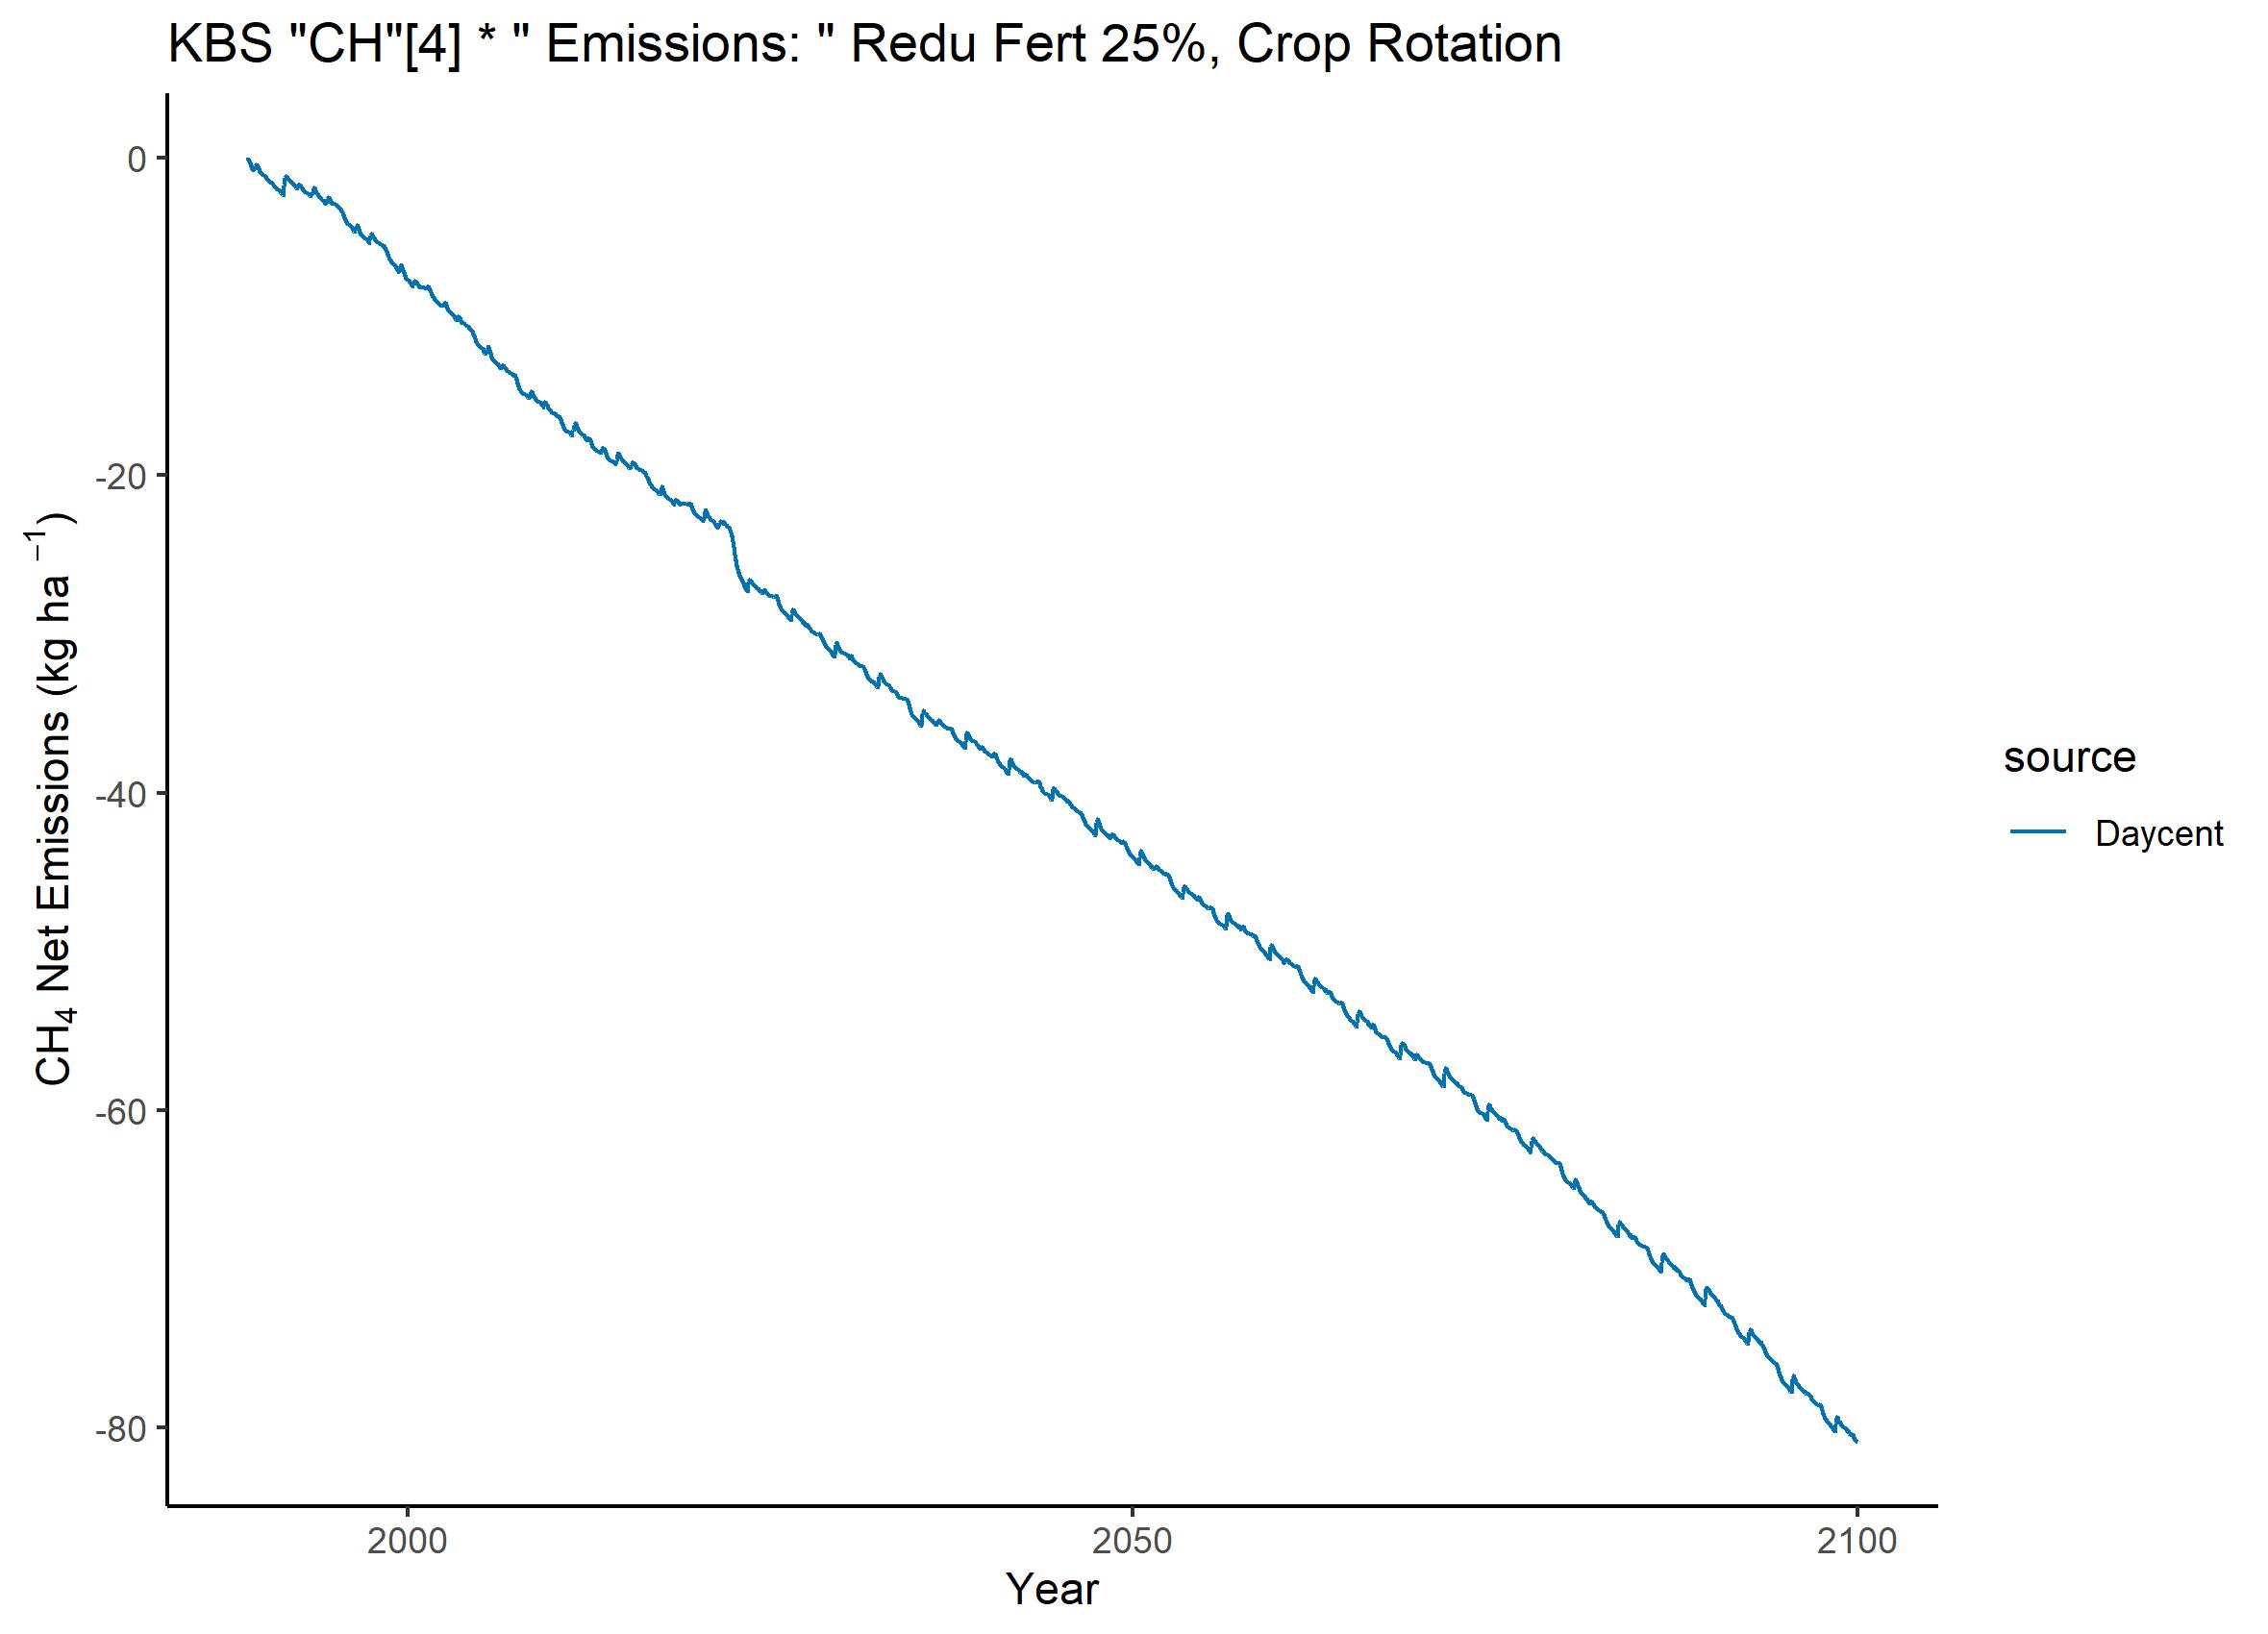 KBS "CH"[4] * " Emissions: " Redu Fert 25%, Crop Rotation
CH₄ Net Emissions (kg ha ⁻¹)
0
-20
-40
-60
-80
2000
2050
2100
Year
source
Daycent